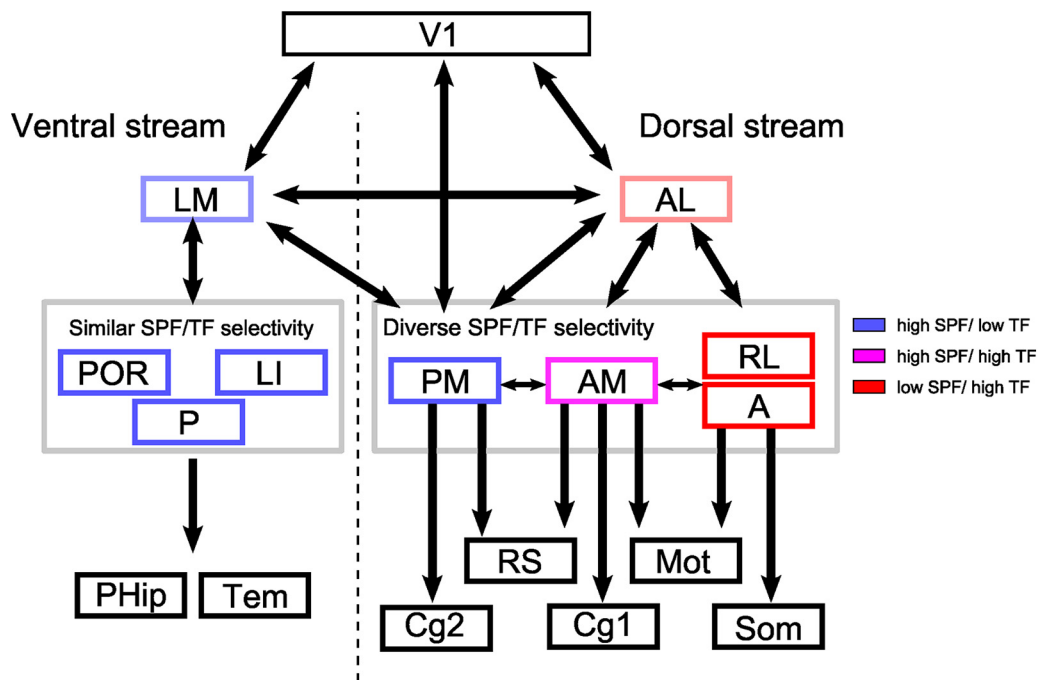 V1
Ventral stream
Dorsal stream
LM
AL
Similar SPF/TF selectivity
POR
LI
P
Diverse SPF/TF selectivity
PM
AM
RL
A
high SPF/ low TF
high SPF/ high TF
low SPF/ high TF
PHip
Tem
RS
Mot
Cg2
Cg1
Som